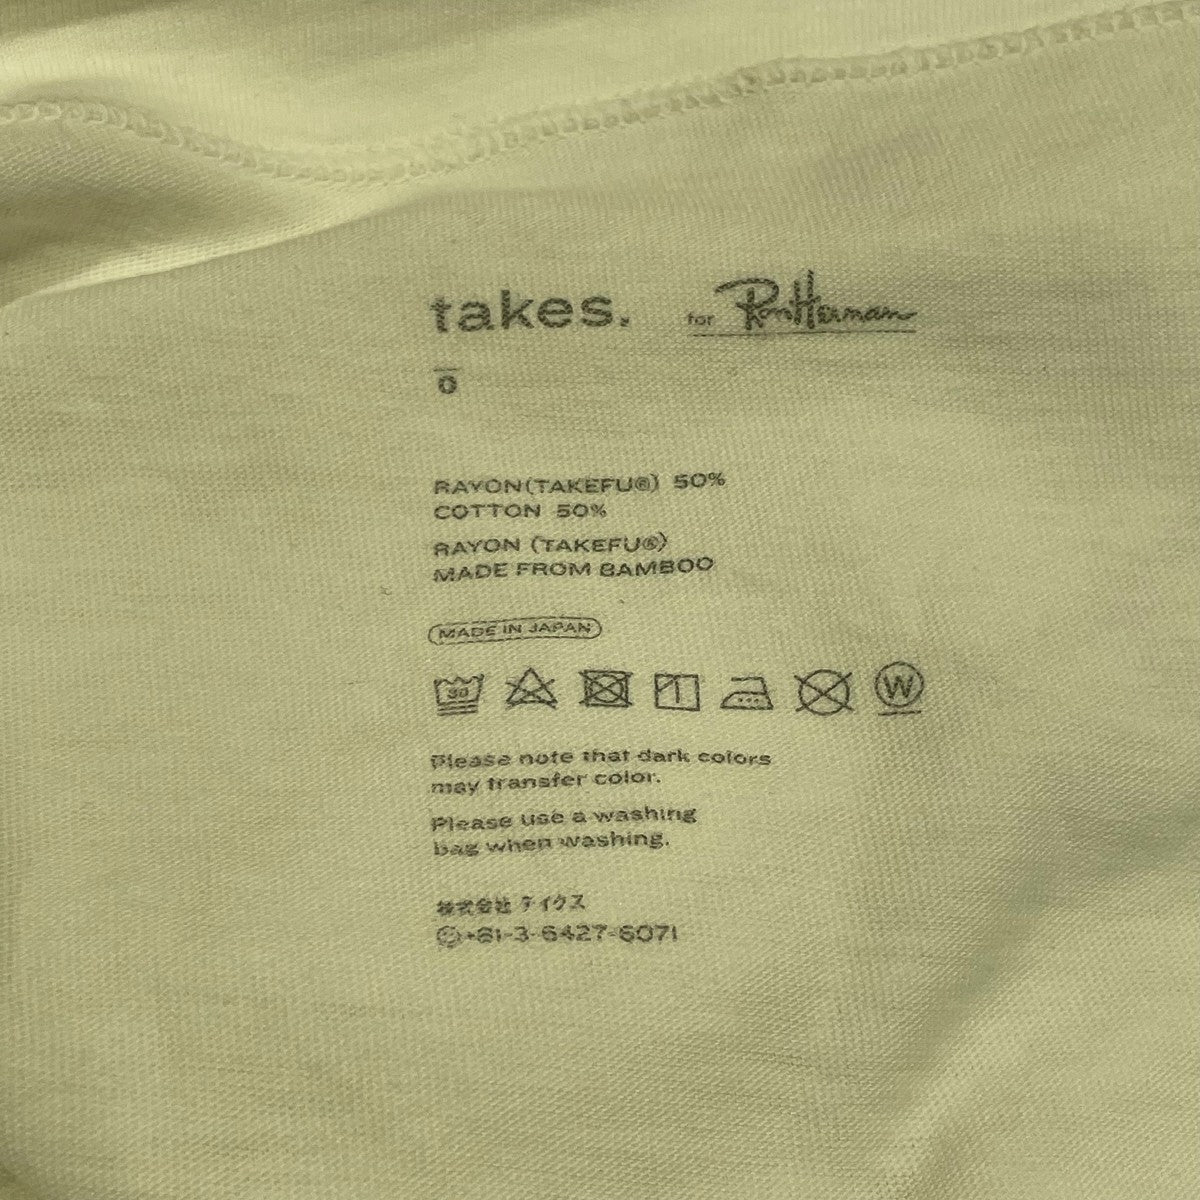 takes. for Ron Herman
0
RAYON(TAKEFU®) 50%
COTTON 50%
RAYON (TAKEFU®)
MADE FROM BAMBOO
MADE IN JAPAN
30 W
Please note that dark colors
may transfer color.
Please use a washing
bag when washing.
株式会社 テイクス
+81-3-6427-6071